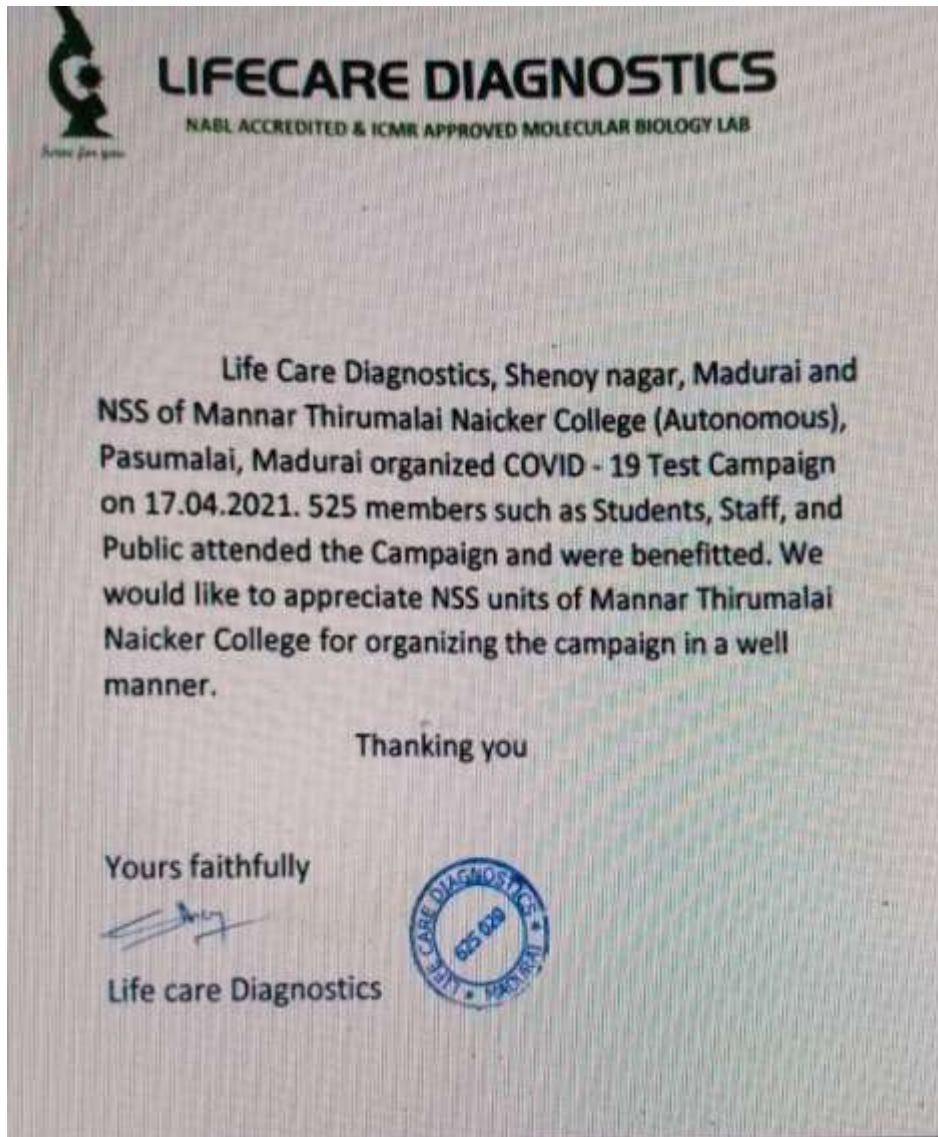 LIFECARE DIAGNOSTICS
NABL ACCREDITED & ICMR APPROVED MOLECULAR BIOLOGY LAB
for you
Life Care Diagnostics, Shenoy nagar, Madurai and
NSS of Mannar Thirumalai Naicker College (Autonomous),
Pasumalai, Madurai organized COVID - 19 Test Campaign
on 17.04.2021. 525 members such as Students, Staff, and
Public attended the Campaign and were benefitted. We
would like to appreciate NSS units of Mannar Thirumalai
Naicker College for organizing the campaign in a well
manner.
Thanking you
Yours faithfully
LIFE CARE DIAGNOSTICS * MADURAI *
625 020
Life care Diagnostics